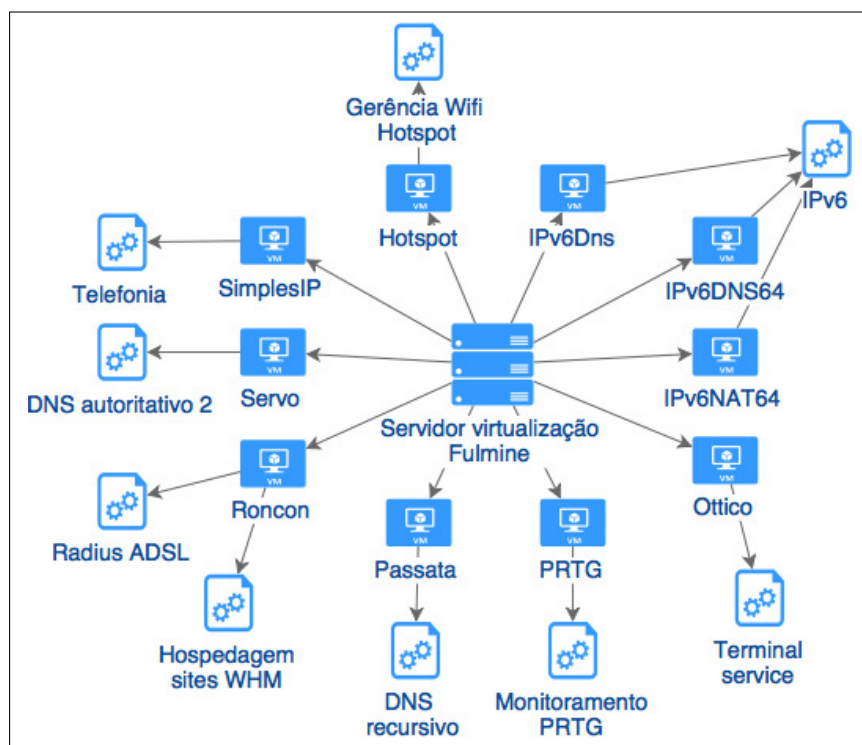 Gerência Wifi
Hotspot
VM
Hotspot
VM
IPv6Dns
IPv6
VM
SimplesIP
Telefonia
VM
IPv6DNS64
VM
Servo
DNS autoritativo 2
VM
IPv6NAT64
Servidor virtualização
Fulmine
VM
Roncon
Radius ADSL
Hospedagem
sites WHM
VM
Passata
DNS
recursivo
VM
PRTG
Monitoramento
PRTG
VM
Ottico
Terminal
service